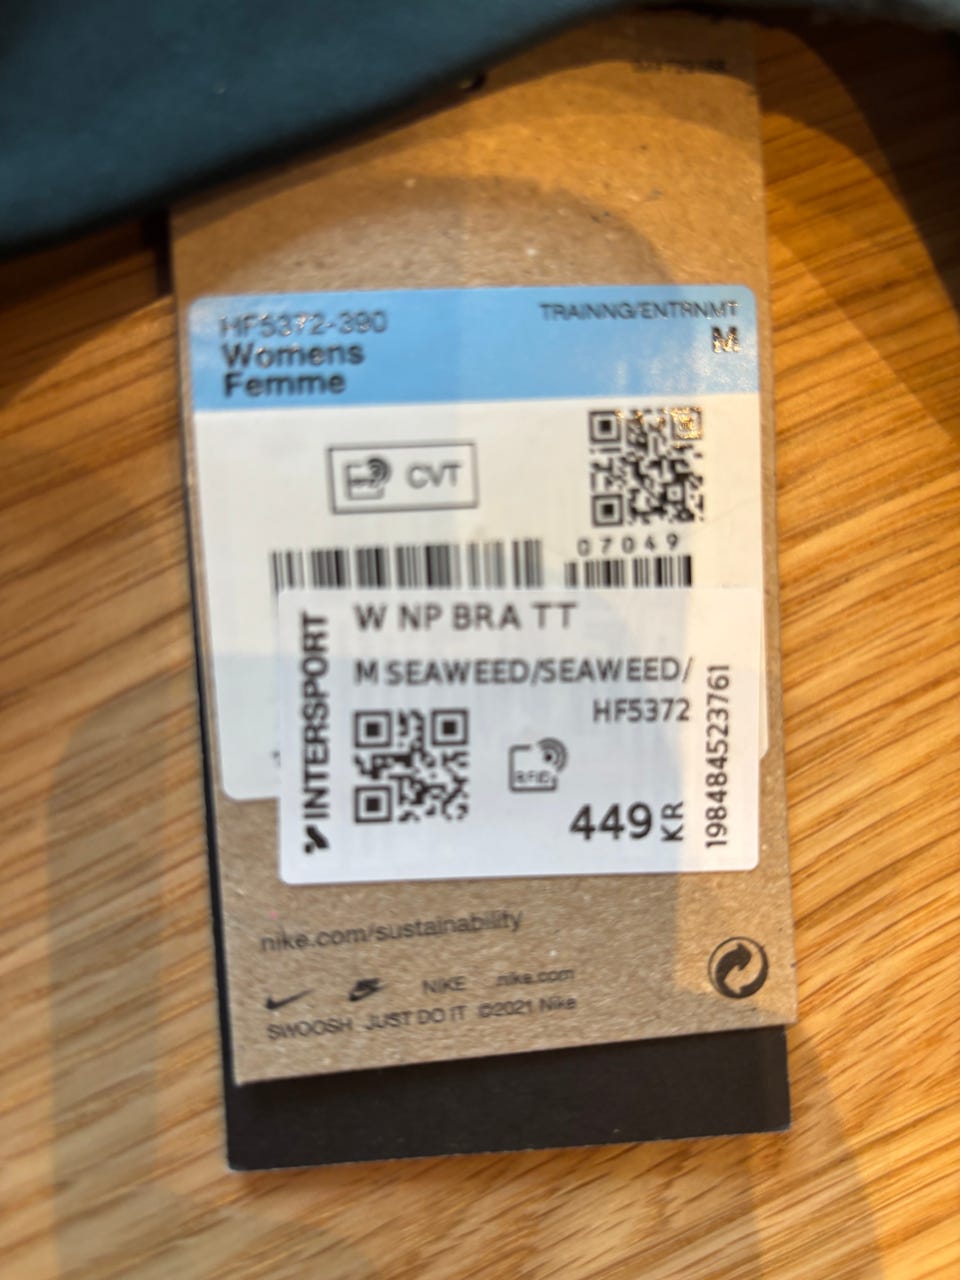 HF5372-390
Womens
Femme
TRAINNG/ENTRNMT
M
CVT
07049
W NP BRA TT
M SEAWEED/SEAWEED/
HF5372
INTERSPORT
RFID
449 KR
198484523761
nike.com/sustainability
NIKE nike.com
SWOOSH JUST DO IT ©2021 Nike